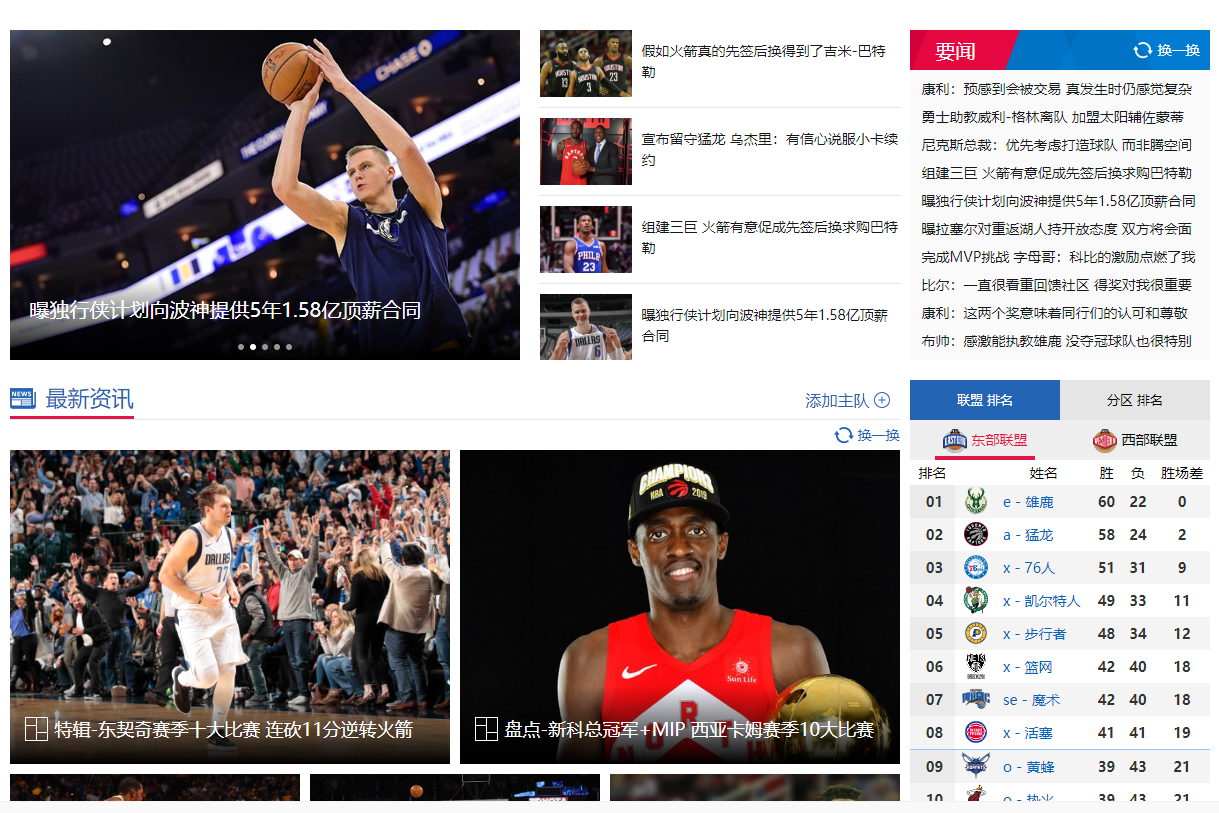 CHASE
曝独行侠计划向波神提供5年1.58亿顶薪合同
假如火箭真的先签后换得到了吉米-巴特
勒
宣布留守猛龙 乌杰里：有信心说服小卡续
约
组建三巨 火箭有意促成先签后换求购巴特
勒
曝独行侠计划向波神提供5年1.58亿顶薪
合同
要闻
换一换
康利：预感到会被交易 真发生时仍感觉复杂
勇士助教威利-格林离队 加盟太阳辅佐蒙蒂
尼克斯总裁：优先考虑打造球队 而非腾空间
组建三巨 火箭有意促成先签后换求购巴特勒
曝独行侠计划向波神提供5年1.58亿顶薪合同
曝拉塞尔对重返湖人持开放态度 双方将会面
完成MVP挑战 字母哥：科比的激励点燃了我
比尔：一直很看重回馈社区 得奖对我很重要
康利：这两个奖意味着同行们的认可和尊敬
布帅：感激能执教雄鹿 没夺冠球队也很特别
NEWS
最新资讯
添加主队
换一换
DALLAS
77
特辑-东契奇赛季十大比赛 连砍11分逆转火箭
CHAMPIONS
NBA 2019
Sun Life
盘点-新科总冠军+MIP 西亚卡姆赛季10大比赛
联盟 排名
分区 排名
东部联盟
西部联盟
排名 姓名 胜 负 胜场差
01 e - 雄鹿 60 22 0
02 a - 猛龙 58 24 2
03 x - 76人 51 31 9
04 x - 凯尔特人 49 33 11
05 x - 步行者 48 34 12
06 x - 篮网 42 40 18
07 se - 魔术 42 40 18
08 x - 活塞 41 41 19
09 o - 黄蜂 39 43 21
10 o - 热火 39 43 21